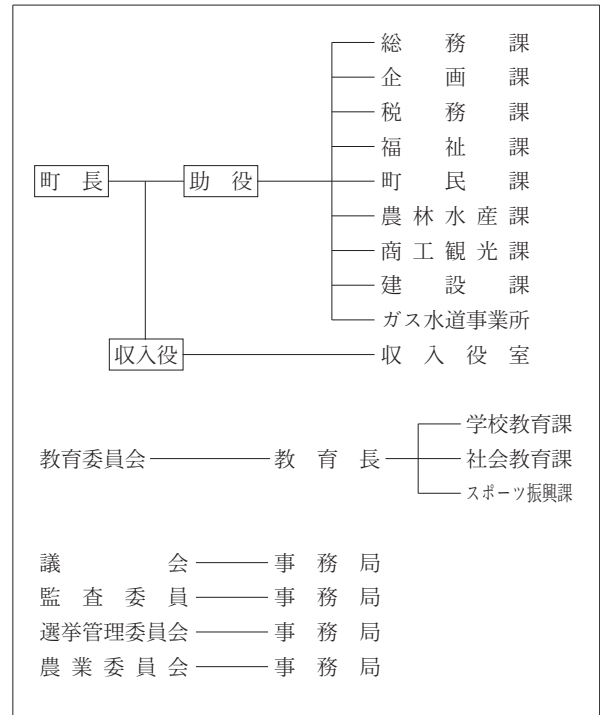 総務課
企画課
税務課
福祉課
町長 助役 町民課
農林水産課
商工観光課
建設課
ガス水道事業所
収入役 収入役室
学校教育課
教育委員会 教育長 社会教育課
スポーツ振興課
議会 事務局
監査委員 事務局
選挙管理委員会 事務局
農業委員会 事務局